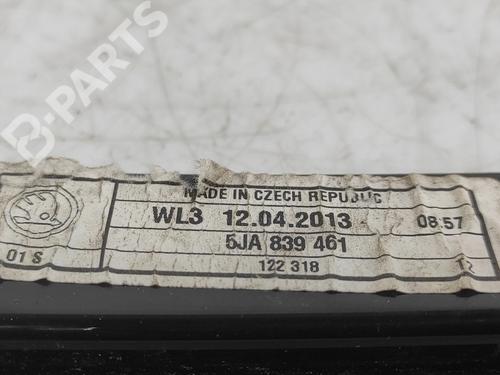 B-PARTS
MADE IN CZECH REPUBLIC
WL3 12.04.2013 08:57
5JA 839 461
01 S
122 318